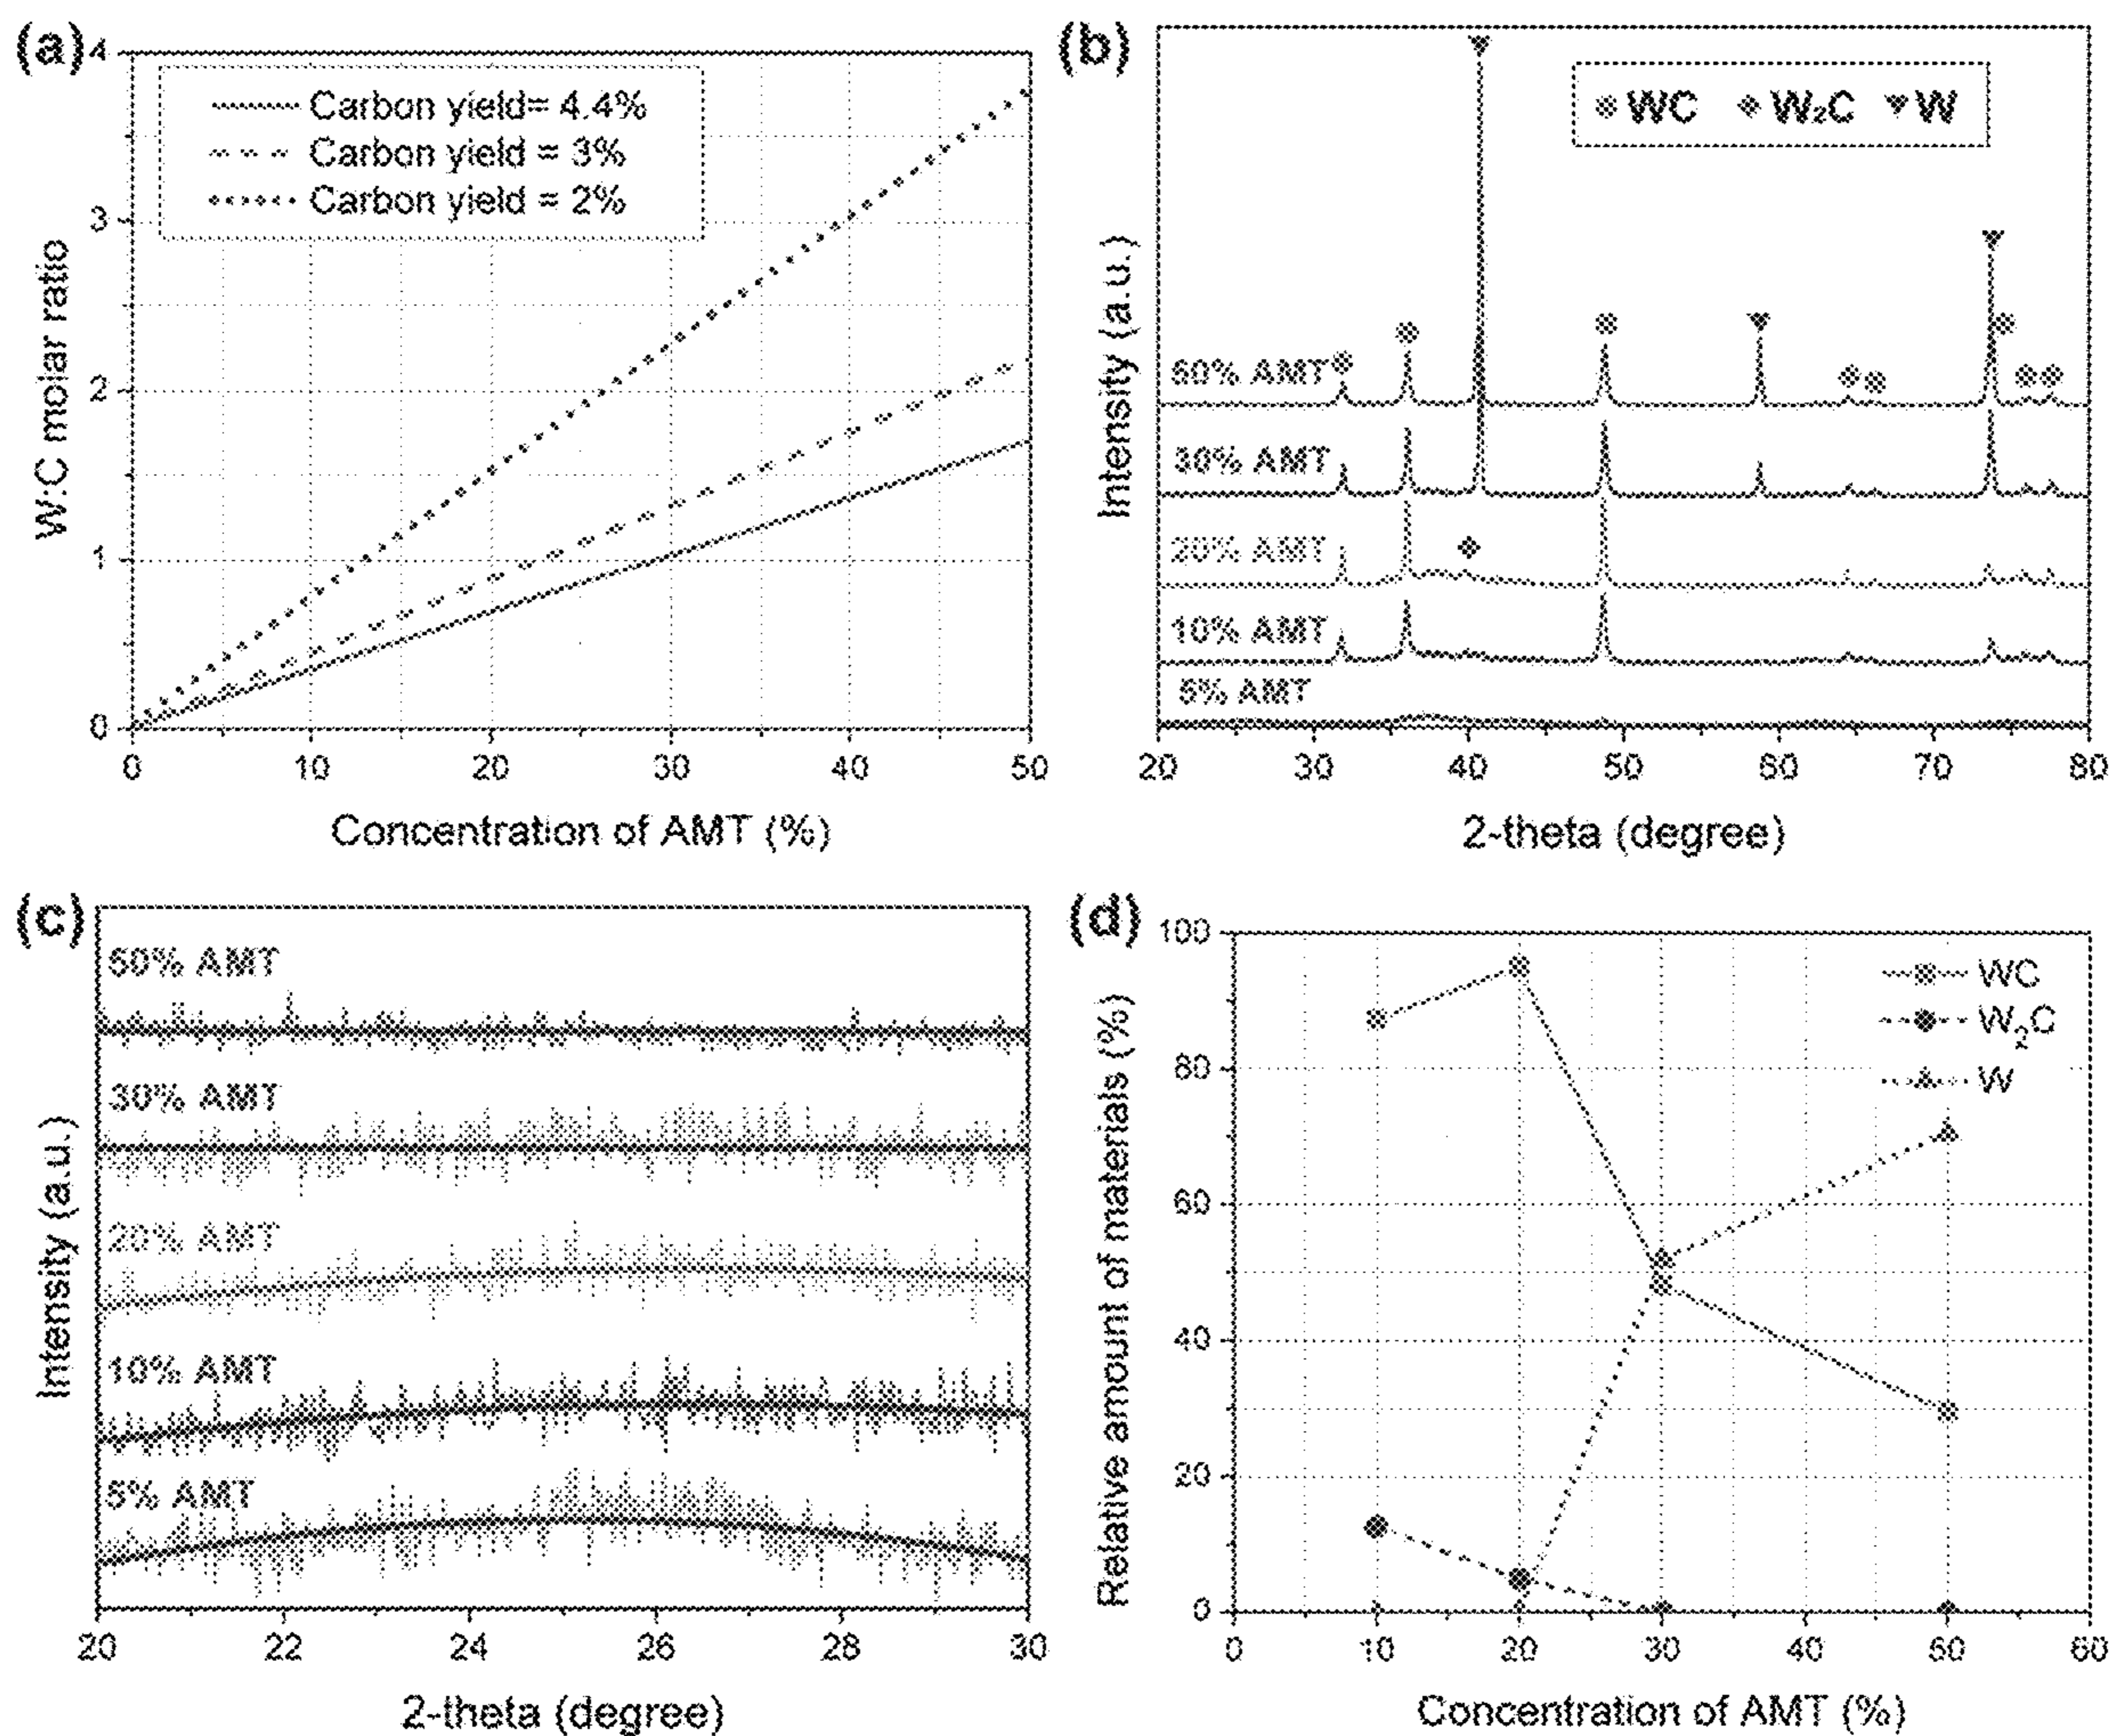 (a)
4
3
2
1
0
W:C molar ratio
Carbon yield= 4.4%
Carbon yield = 3%
Carbon yield = 2%
0 10 20 30 40 50
Concentration of AMT (%)
(b)
Intensity (a.u.)
WC W₂C W
50% AMT
30% AMT
20% AMT
10% AMT
5% AMT
20 30 40 50 60 70 80
2-theta (degree)
(c)
Intensity (a.u.)
50% AMT
30% AMT
20% AMT
10% AMT
5% AMT
20 22 24 26 28 30
2-theta (degree)
(d)
100
80
60
40
20
0
Relative amount of materials (%)
WC
W₂C
W
0 10 20 30 40 50 60
Concentration of AMT (%)